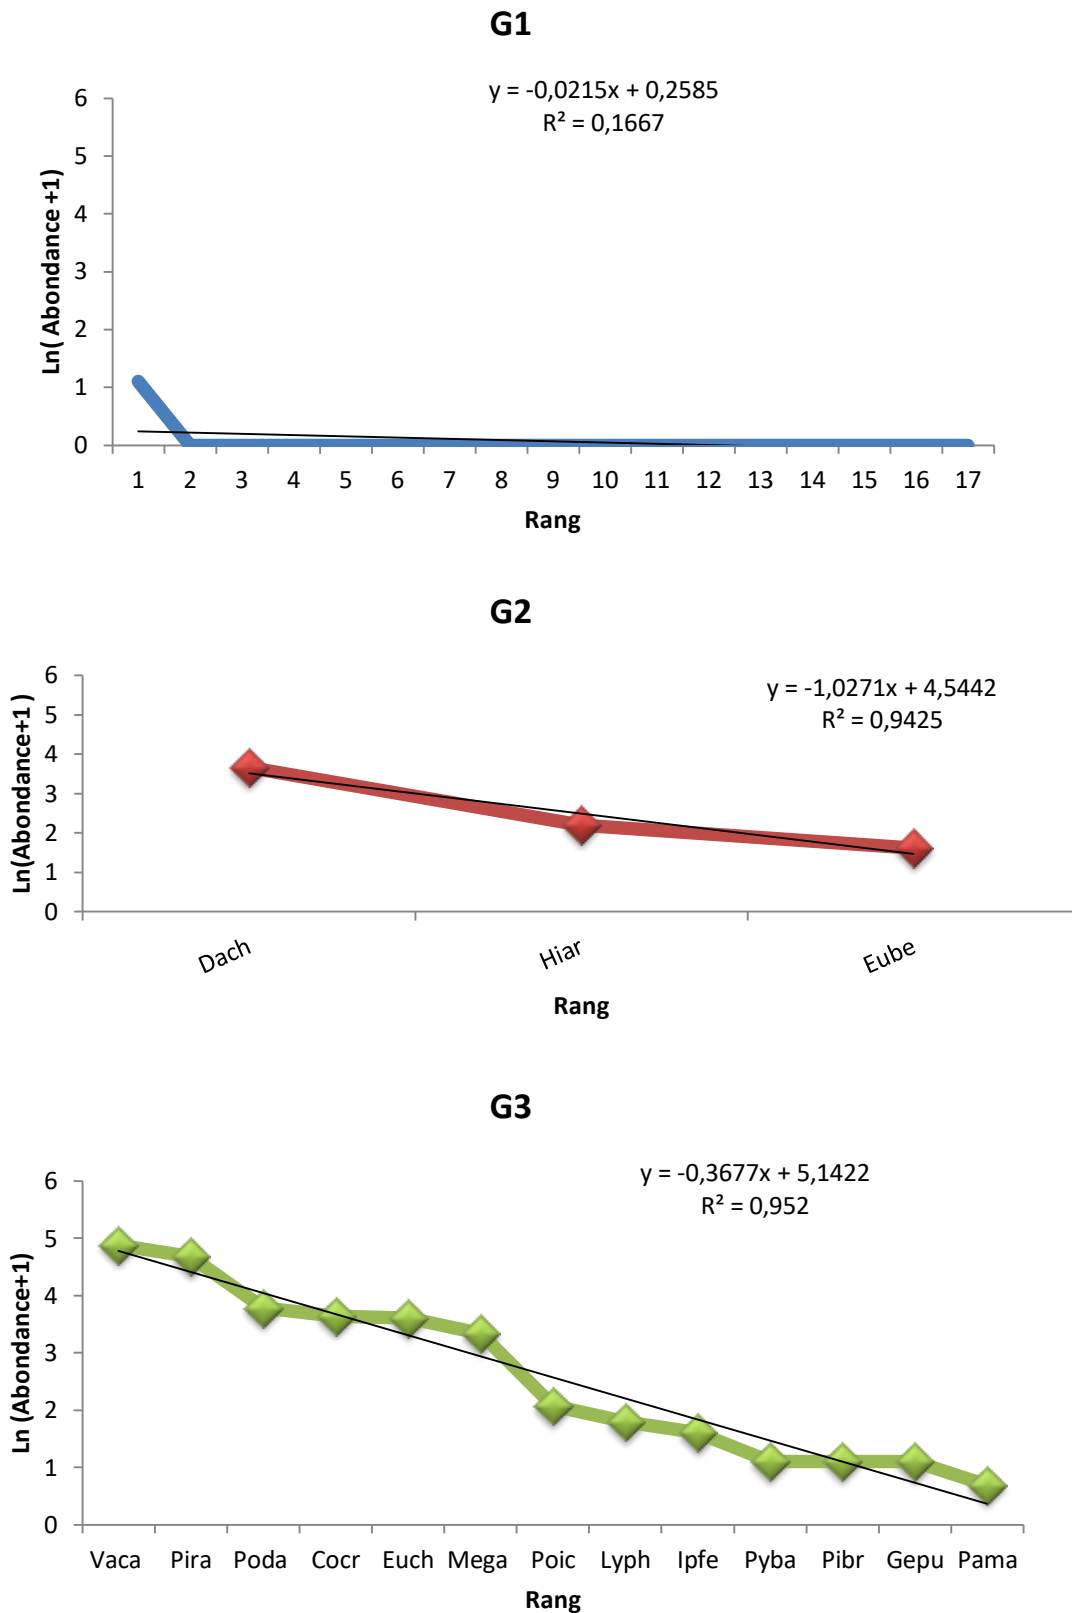 G1
y = -0,0215x + 0,2585
R² = 0,1667
Ln( Abondance +1)
6
5
4
3
2
1
0
1 2 3 4 5 6 7 8 9 10 11 12 13 14 15 16 17
Rang
G2
y = -1,0271x + 4,5442
R² = 0,9425
Ln(Abondance+1 )
6
5
4
3
2
1
0
Dach Hiar Eube
Rang
G3
y = -0,3677x + 5,1422
R² = 0,952
Ln (Abondance+1)
6
5
4
3
2
1
0
Vaca Pira Poda Cocr Euch Mega Poic Lyph Ipfe Pyba Pibr Gepu Pama
Rang